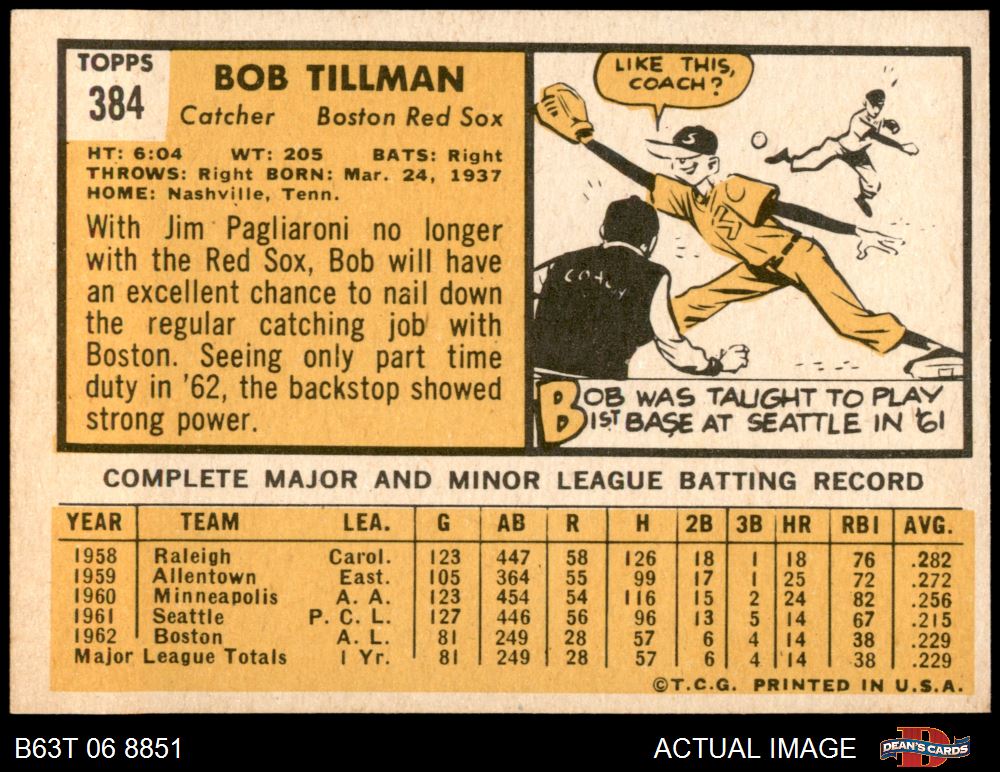 TOPPS
384
BOB TILLMAN
Catcher Boston Red Sox
HT: 6:04 WT: 205 BATS: Right
THROWS: Right BORN: Mar. 24, 1937
HOME: Nashville, Tenn.
With Jim Pagliaroni no longer
with the Red Sox, Bob will have
an excellent chance to nail down
the regular catching job with
Boston. Seeing only part time
duty in '62, the backstop showed
strong power.
LIKE THIS,
COACH?
S
COACH
BOB WAS TAUGHT TO PLAY
1ST BASE AT SEATTLE IN '61
COMPLETE MAJOR AND MINOR LEAGUE BATTING RECORD
YEAR TEAM LEA. G AB R H 2B 3B HR RBI AVG.
1958 Raleigh Carol. 123 447 58 126 18 1 18 76 .282
1959 Allentown East. 105 364 55 99 17 1 25 72 .272
1960 Minneapolis A. A. 123 454 54 116 15 2 24 82 .256
1961 Seattle P. C. L. 127 446 56 96 13 5 14 67 .215
1962 Boston A. L. 81 249 28 57 6 4 14 38 .229
Major League Totals 1 Yr. 81 249 28 57 6 4 14 38 .229
©T.C.G. PRINTED IN U.S.A.
B63T 06 8851
ACTUAL IMAGE
D
DEAN'S CARDS